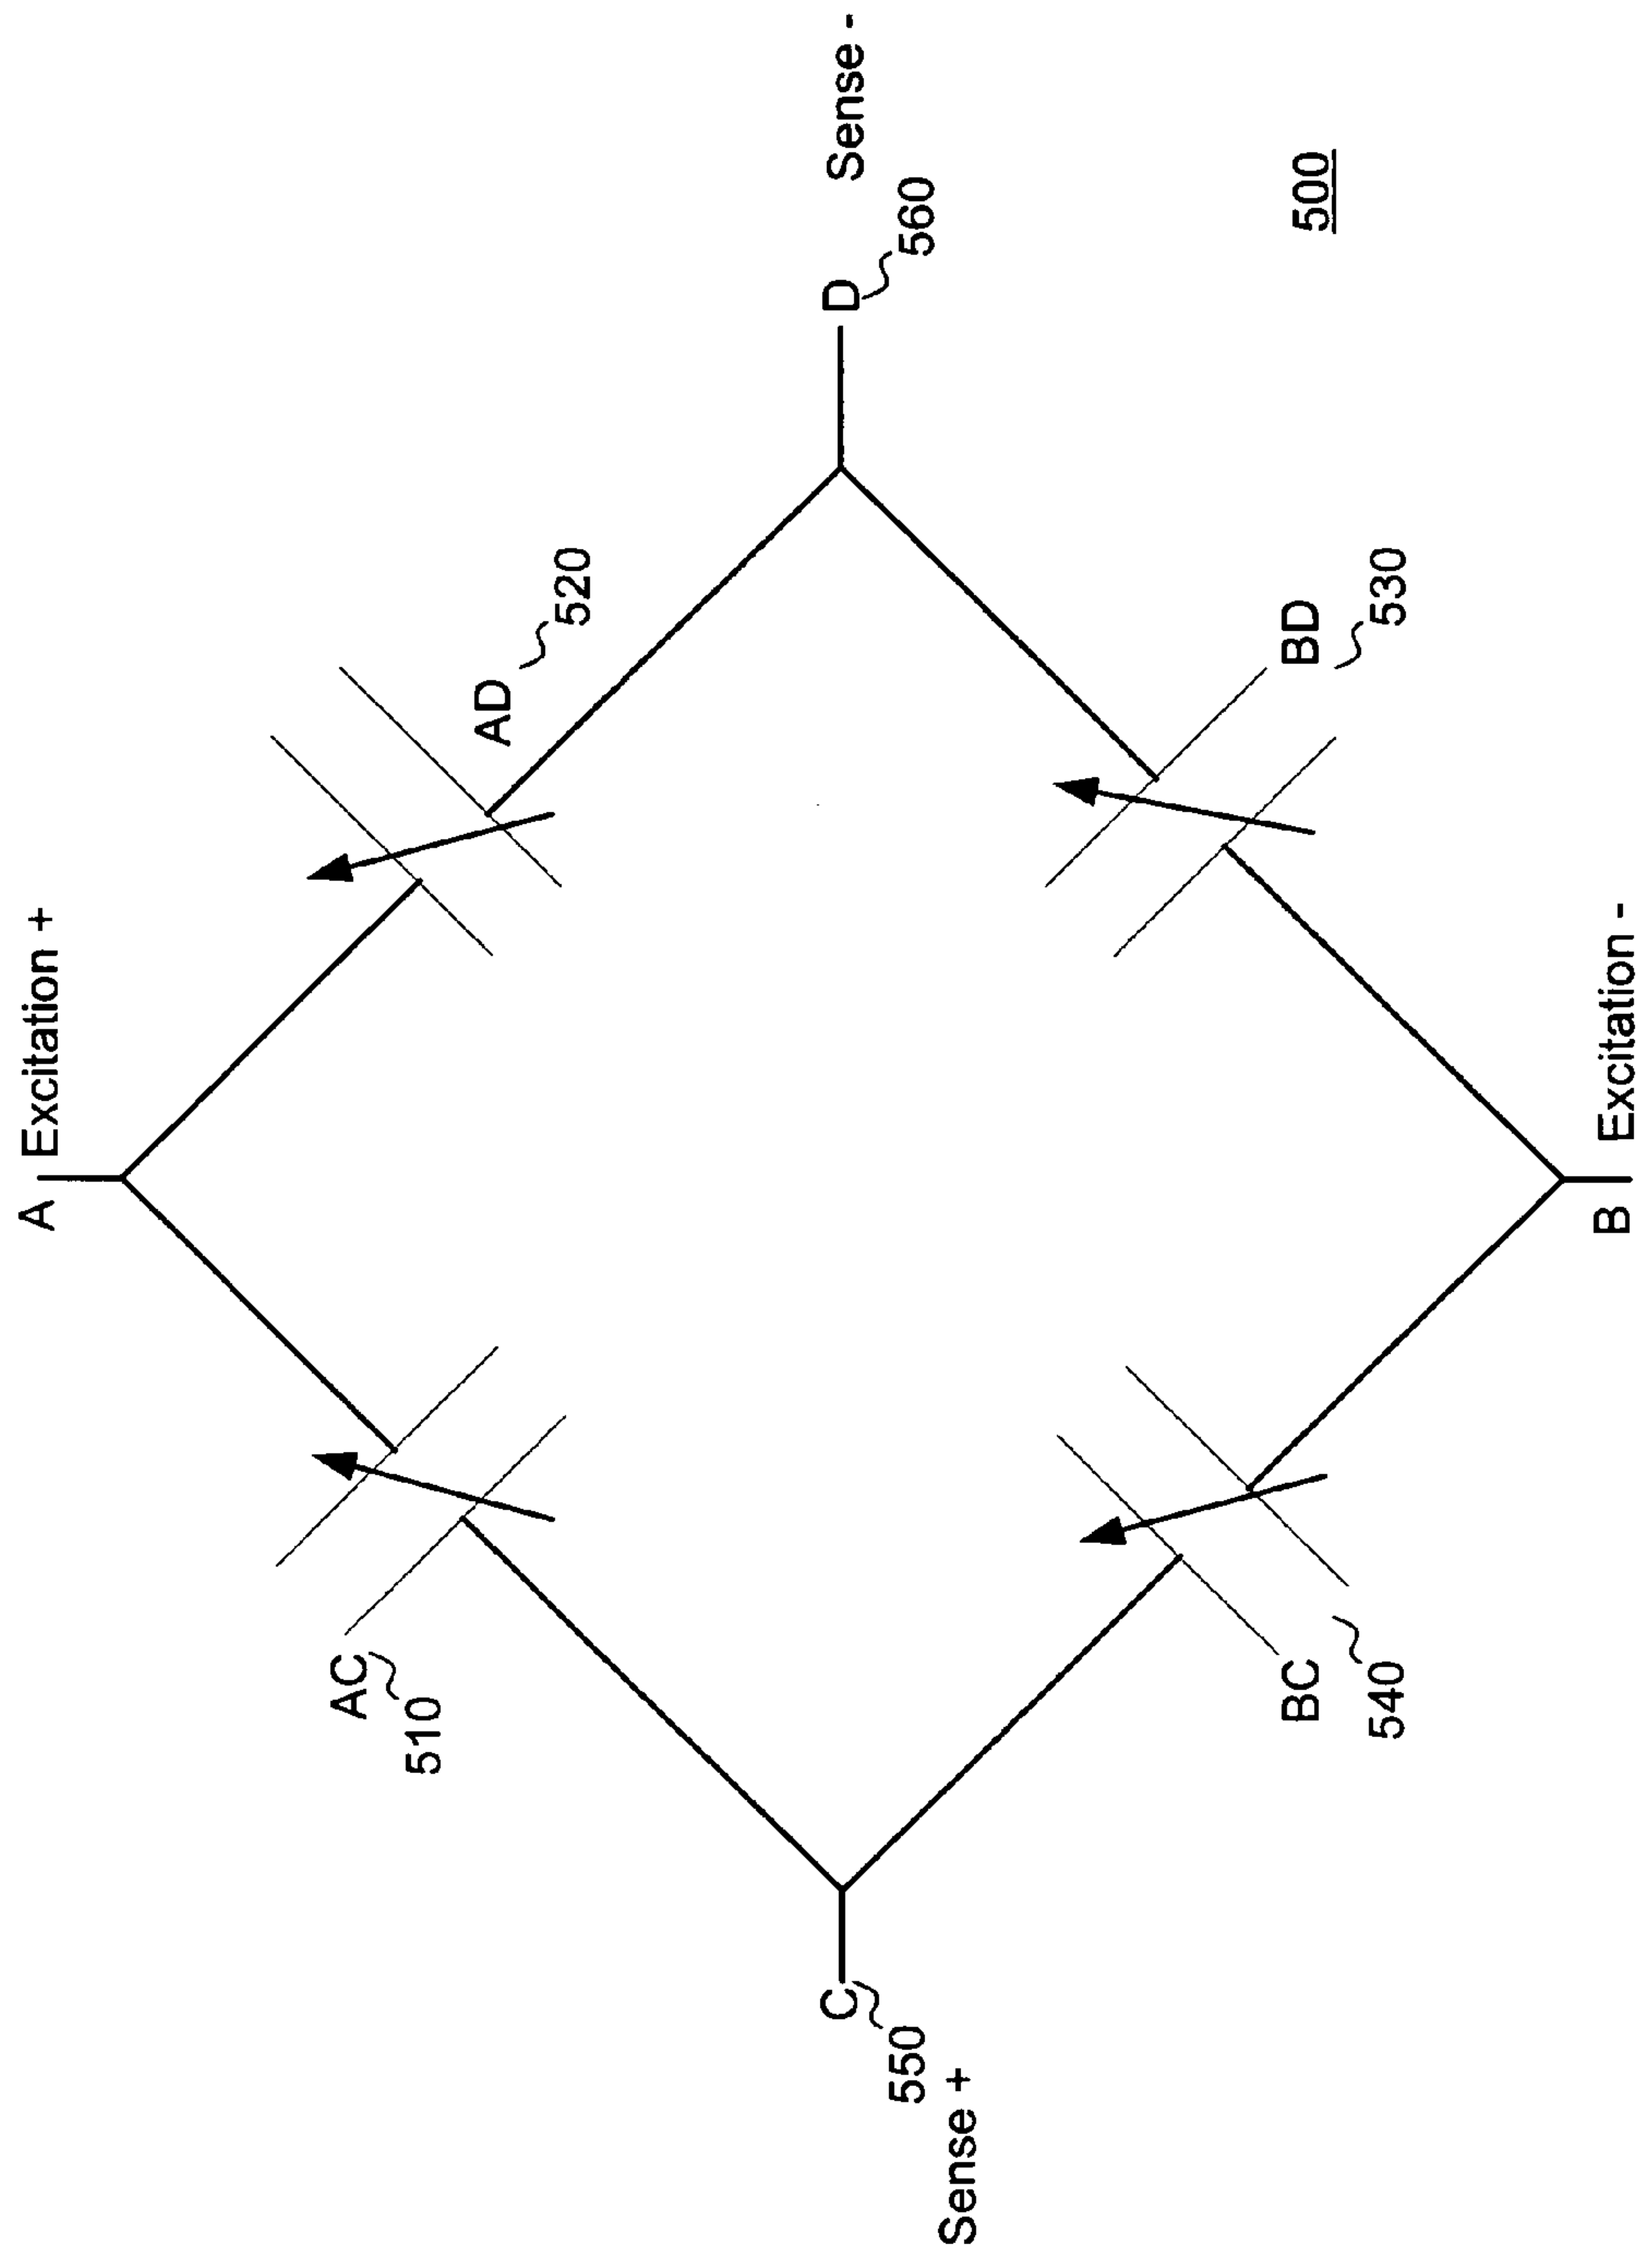 A Excitation +
AC
510
AD
520
C
550
Sense +
D
560
Sense -
BC
540
BD
530
B Excitation -
500